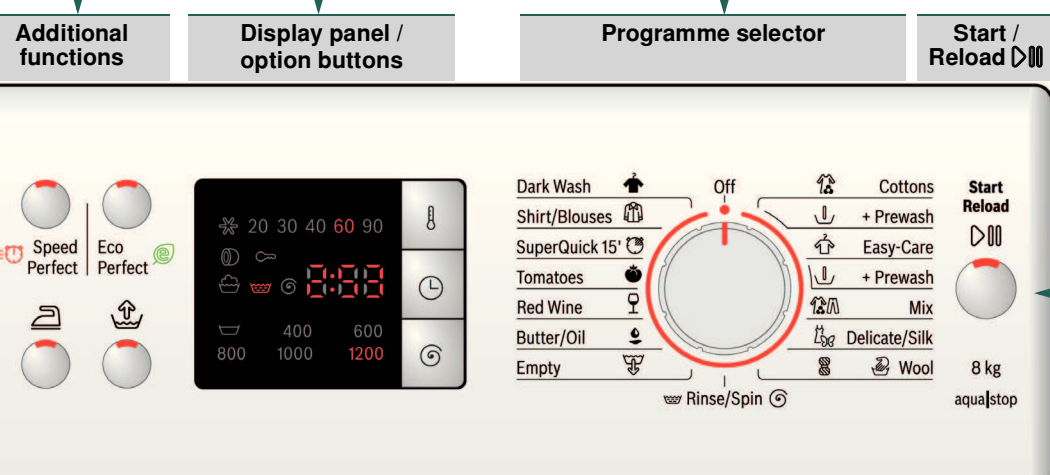 Additional
functions
Display panel /
option buttons
Programme selector
Start /
Reload
Speed
Perfect
Eco
Perfect
20 30 40 60 90
2:53
400 600
800 1000 1200
Dark Wash
Shirt/Blouses
SuperQuick 15'
Tomatoes
Red Wine
Butter/Oil
Empty
Off
Rinse/Spin
Cottons
+ Prewash
Easy-Care
+ Prewash
Mix
Delicate/Silk
Wool
Start
Reload
8 kg
aqua stop